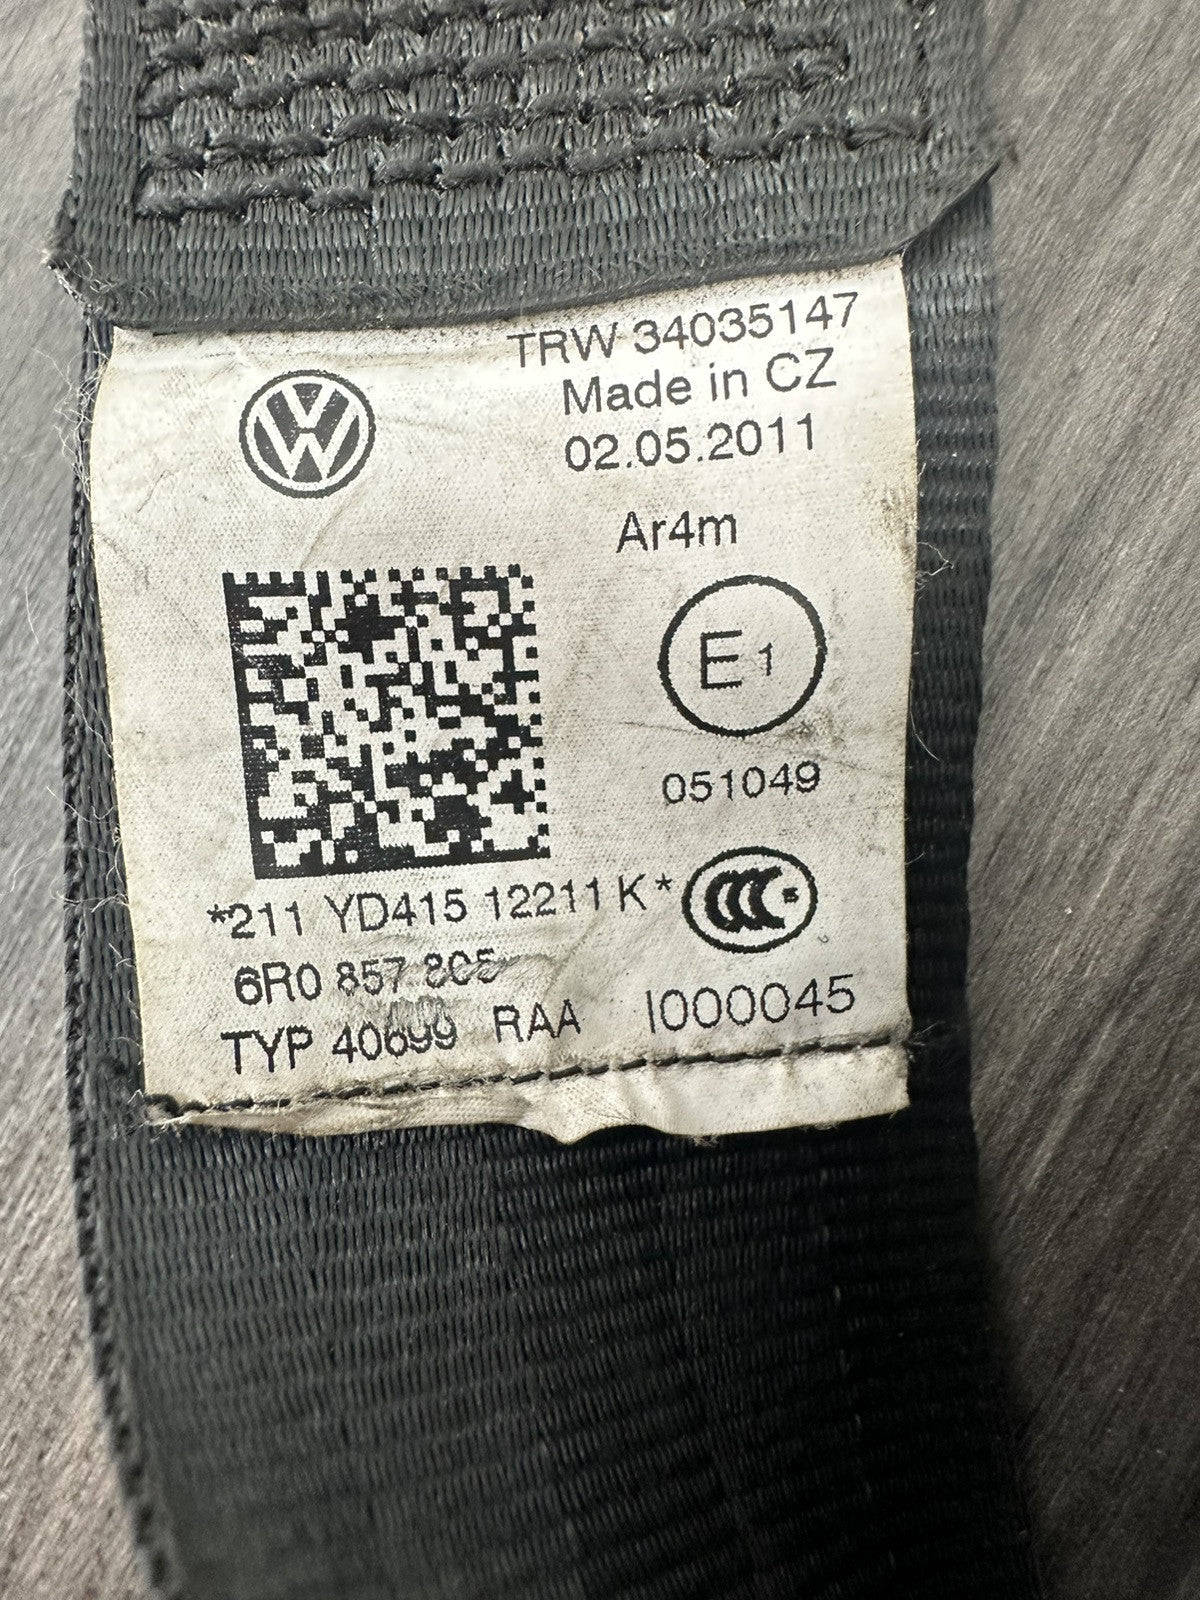 TRW 34035147
Made in CZ
02.05.2011
Ar4m
E1
051049
*211 YD415 12211 K*
6R0 857 805
TYP 40699 RAA I000045